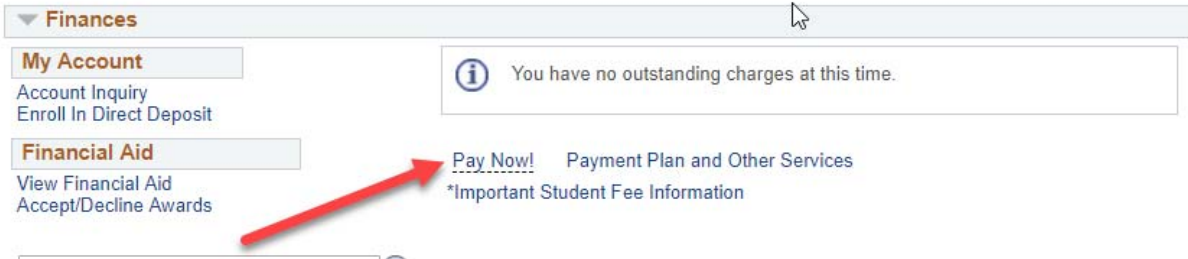 Finances
My Account
Account Inquiry
Enroll In Direct Deposit
Financial Aid
View Financial Aid
Accept/Decline Awards
You have no outstanding charges at this time.
Pay Now! Payment Plan and Other Services
*Important Student Fee Information